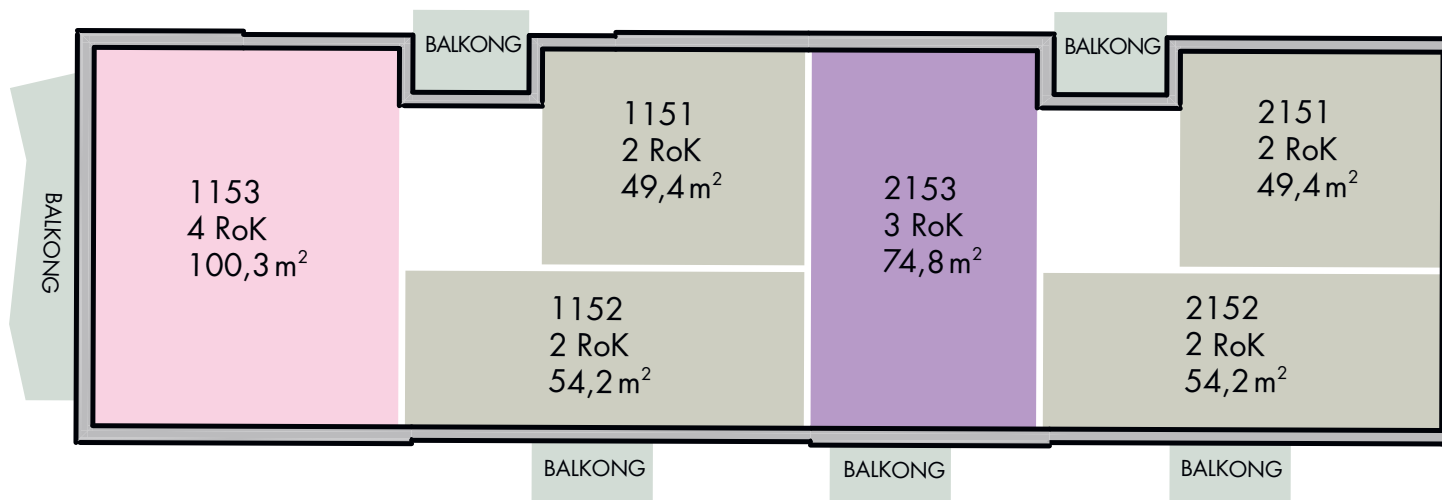 BALKONG
BALKONG
BALKONG
1153
4 RoK
100,3 m²
1151
2 RoK
49,4 m²
1152
2 RoK
54,2 m²
2153
3 RoK
74,8 m²
2151
2 RoK
49,4 m²
2152
2 RoK
54,2 m²
BALKONG
BALKONG
BALKONG